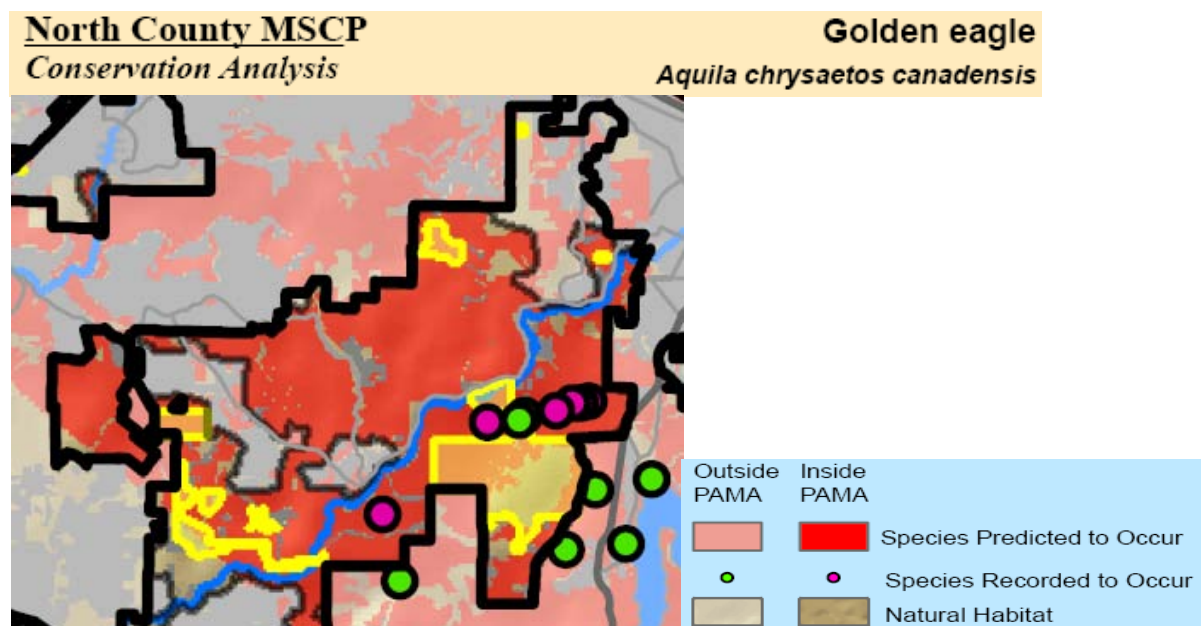 North County MSCP
Conservation Analysis
Golden eagle
Aquila chrysaetos canadensis
Outside PAMA
Inside PAMA
Species Predicted to Occur
Species Recorded to Occur
Natural Habitat